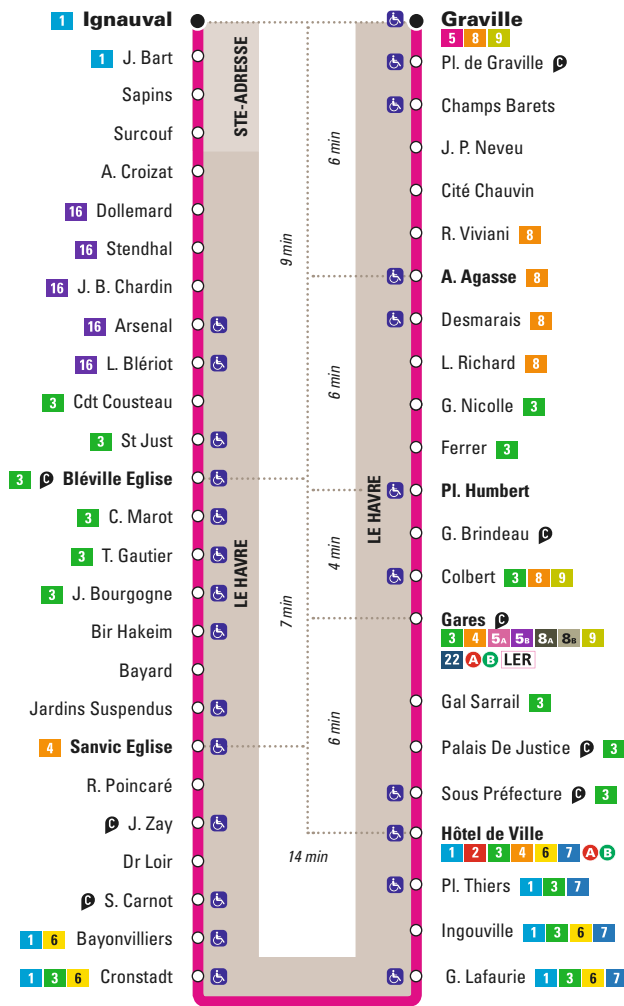 1 Ignauval
1 J. Bart
Sapins
Surcouf
A. Croizat
16 Dollemard
16 Stendhal
16 J. B. Chardin
16 Arsenal
16 L. Blériot
3 Cdt Cousteau
3 St Just
3 C Bléville Eglise
3 C. Marot
3 T. Gautier
3 J. Bourgogne
Bir Hakeim
Bayard
Jardins Suspendus
4 Sanvic Eglise
R. Poincaré
C J. Zay
Dr Loir
C S. Carnot
1 6 Bayonvilliers
1 3 6 Cronstadt
STE-ADRESSE
LE HAVRE
9 min
7 min
14 min
6 min
6 min
4 min
6 min
LE HAVRE
Graville
5 8 9
Pl. de Graville C
Champs Barets
J. P. Neveu
Cité Chauvin
R. Viviani 8
A. Agasse 8
Desmarais 8
L. Richard 8
G. Nicolle 3
Ferrer 3
Pl. Humbert
G. Brindeau C
Colbert 3 8 9
Gares C
3 4 5A 5B 8A 8B 9
22 A B LER
Gal Sarrail 3
Palais De Justice C 3
Sous Préfecture C 3
Hôtel de Ville
1 2 3 4 6 7 A B
Pl. Thiers 1 3 7
Ingouville 1 3 6 7
G. Lafaurie 1 3 6 7